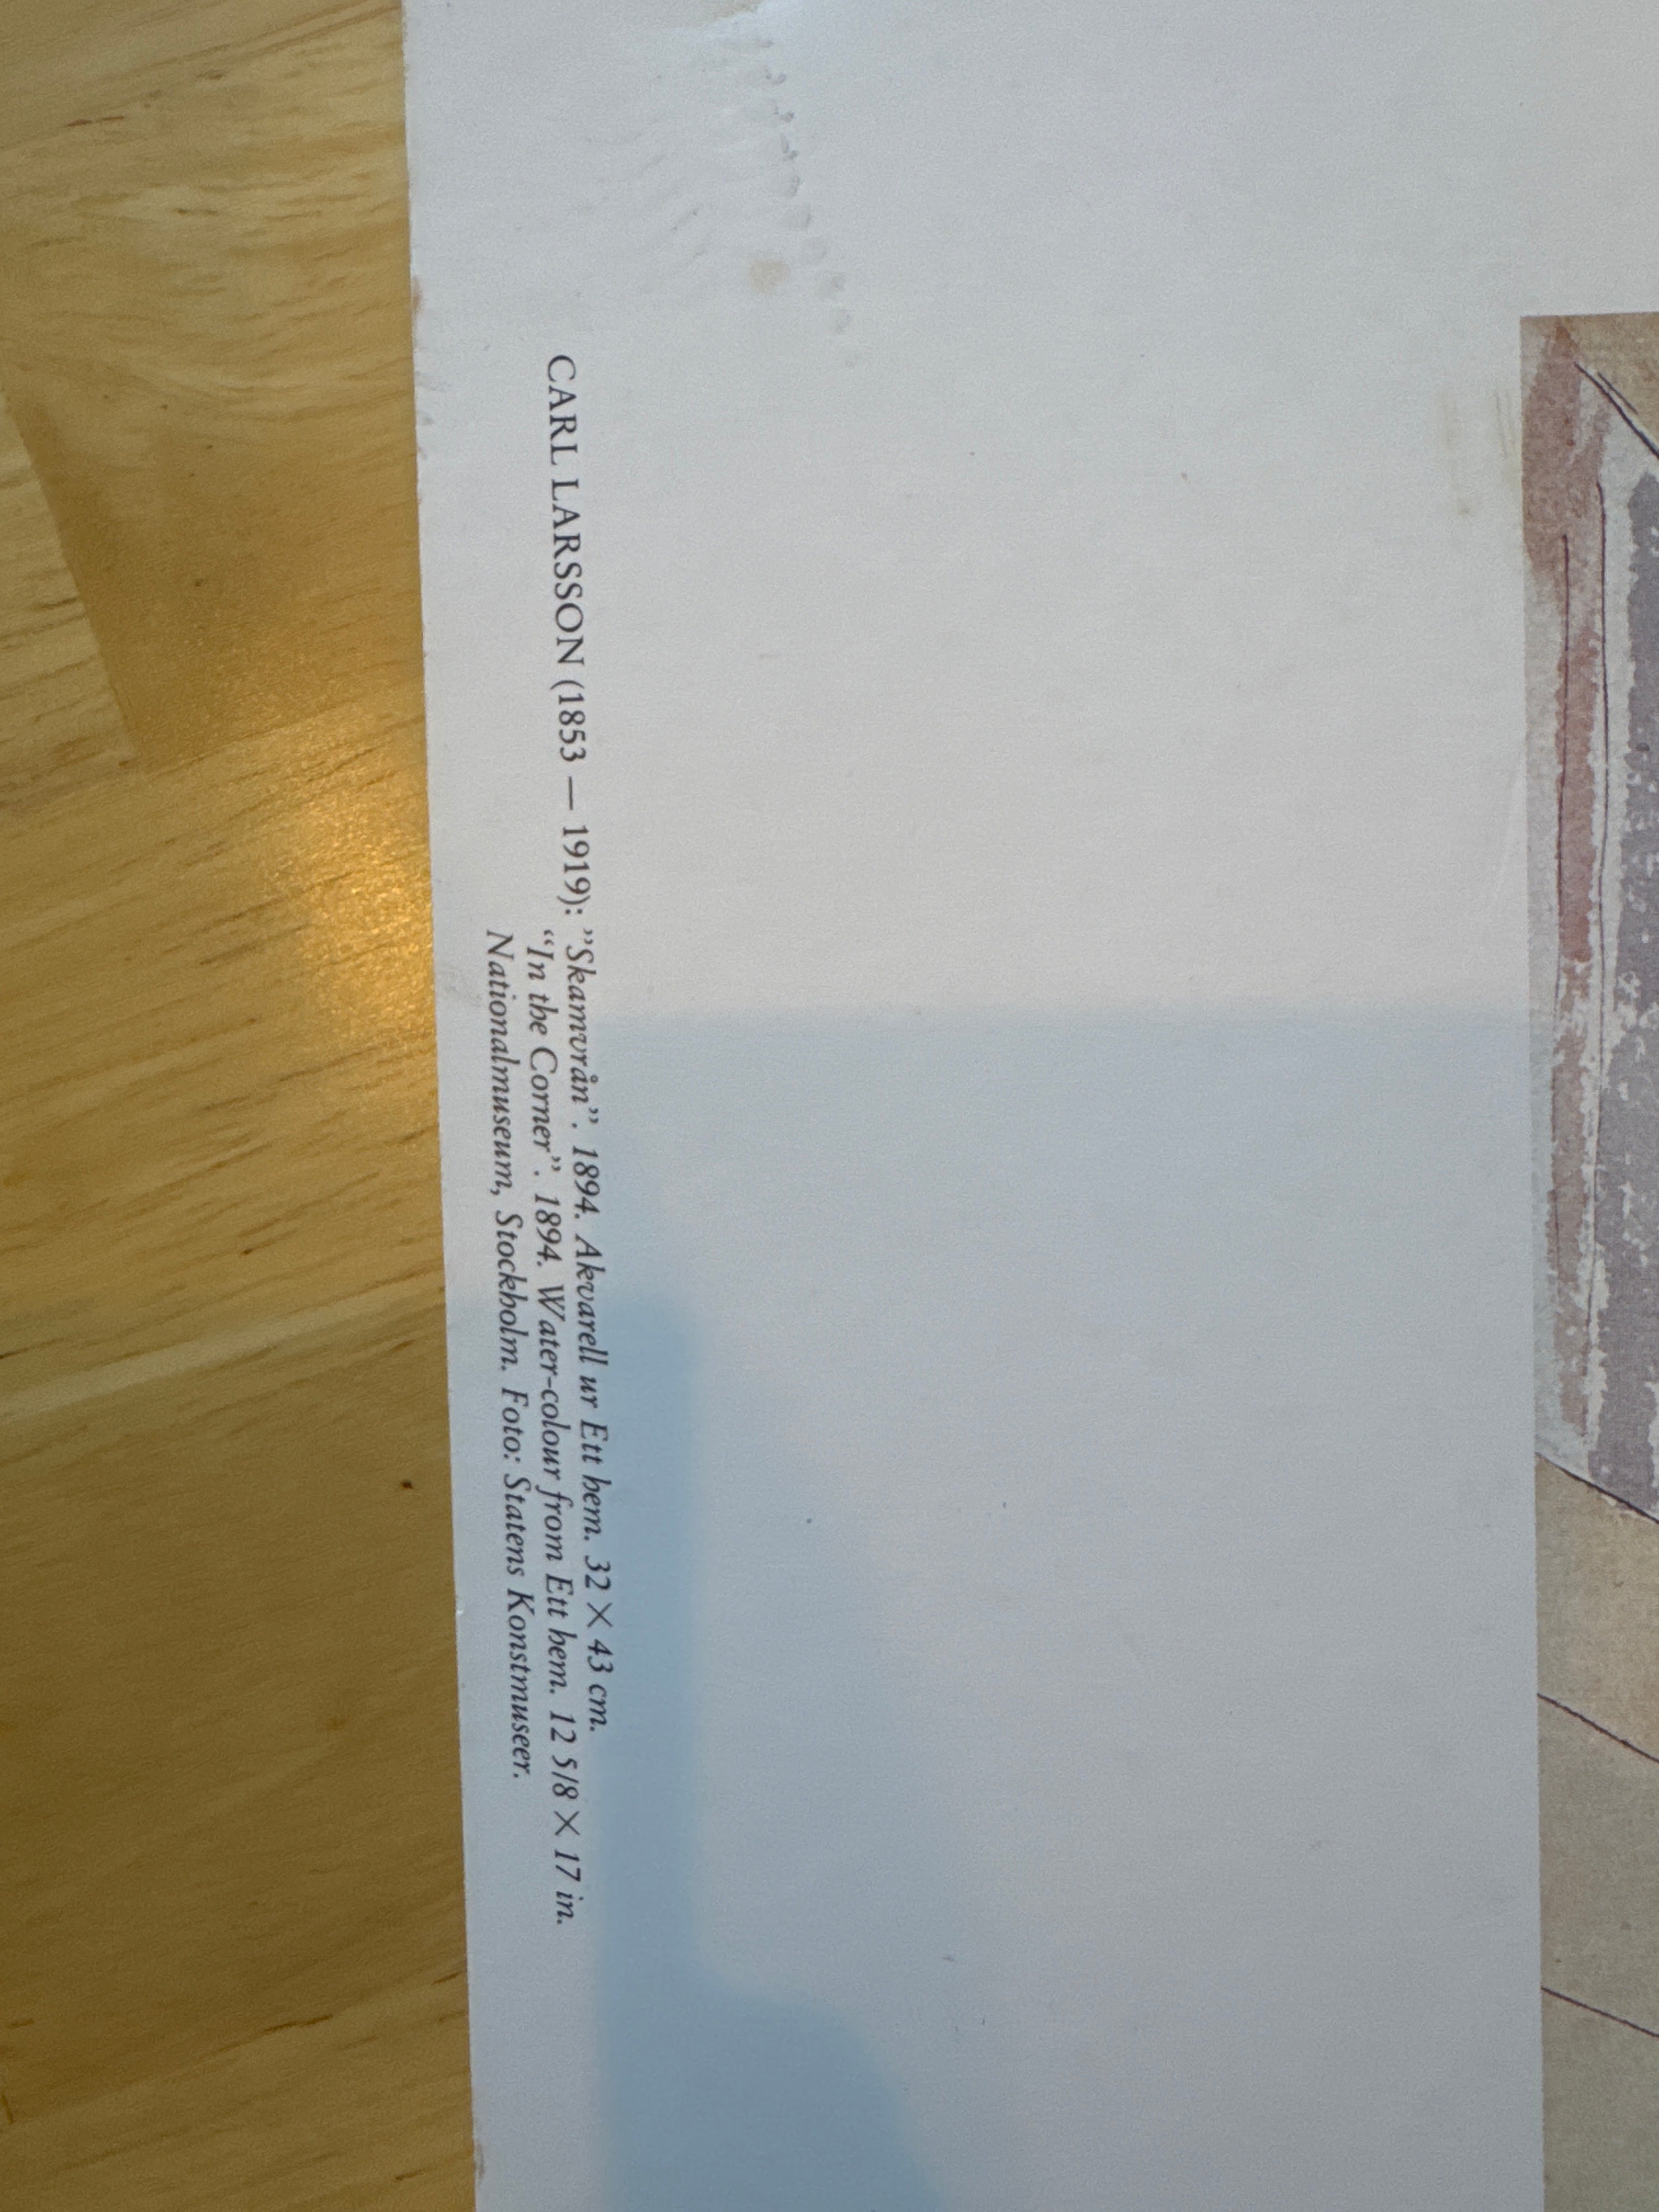 CARL LARSSON (1853 — 1919): ”Skamvrån”. 1894. Akvarell ur Ett hem. 32 × 43 cm.
“In the Corner”. 1894. Water-colour from Ett hem. 12 5/8 × 17 in.
Nationalmuseum, Stockholm. Foto: Statens Konstmuseer.